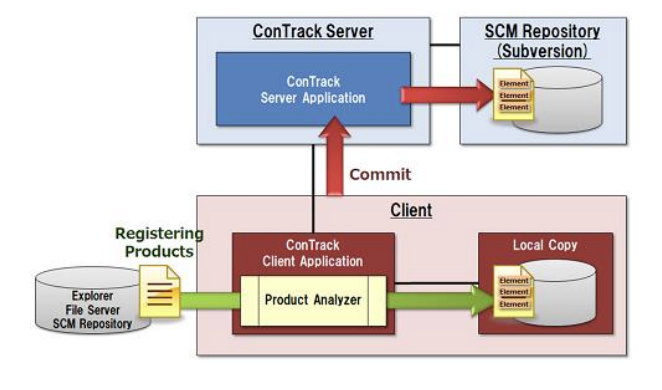 ConTrack Server
SCM Repository
(Subversion)
ConTrack
Server Application
Element
Element
Element
Commit
Client
Registering
Products
ConTrack
Client Application
Local Copy
Product Analyzer
Element
Element
Element
Explorer
File Server
SCM Repository